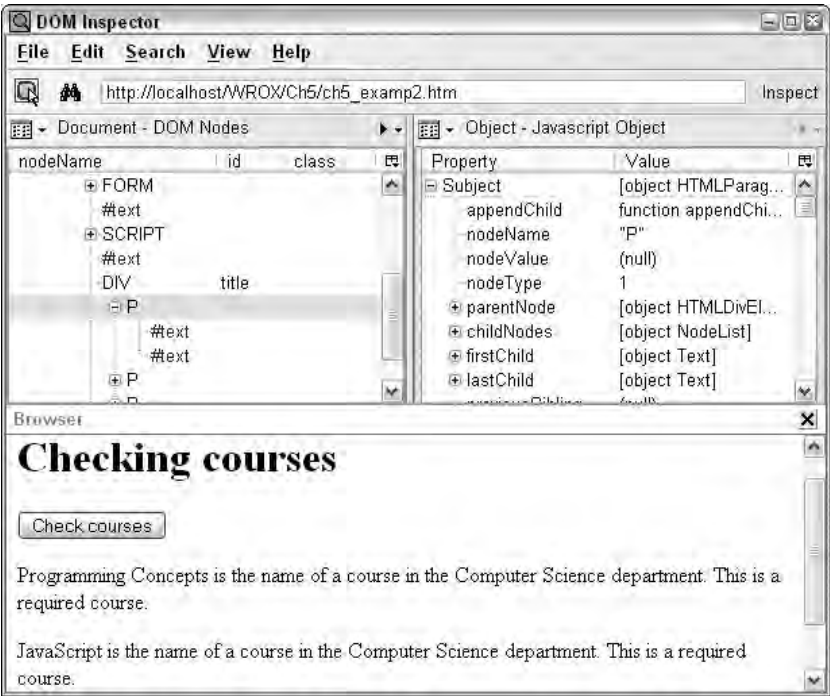 DOM Inspector
File Edit Search View Help
http://localhost/WROX/Ch5/ch5_examp2.htm Inspect
Document - DOM Nodes
nodeName id class
FORM
#text
SCRIPT
#text
DIV title
P
#text
#text
P
P
Object - Javascript Object
Property Value
Subject [object HTMLParag...
appendChild function appendChi...
nodeName "P"
nodeValue (null)
nodeType 1
parentNode [object HTMLDivEl...
childNodes [object NodeList]
firstChild [object Text]
lastChild [object Text]
previousSibling (null)
Browser
Checking courses
Check courses
Programming Concepts is the name of a course in the Computer Science department. This is a
required course.
JavaScript is the name of a course in the Computer Science department. This is a required
course.